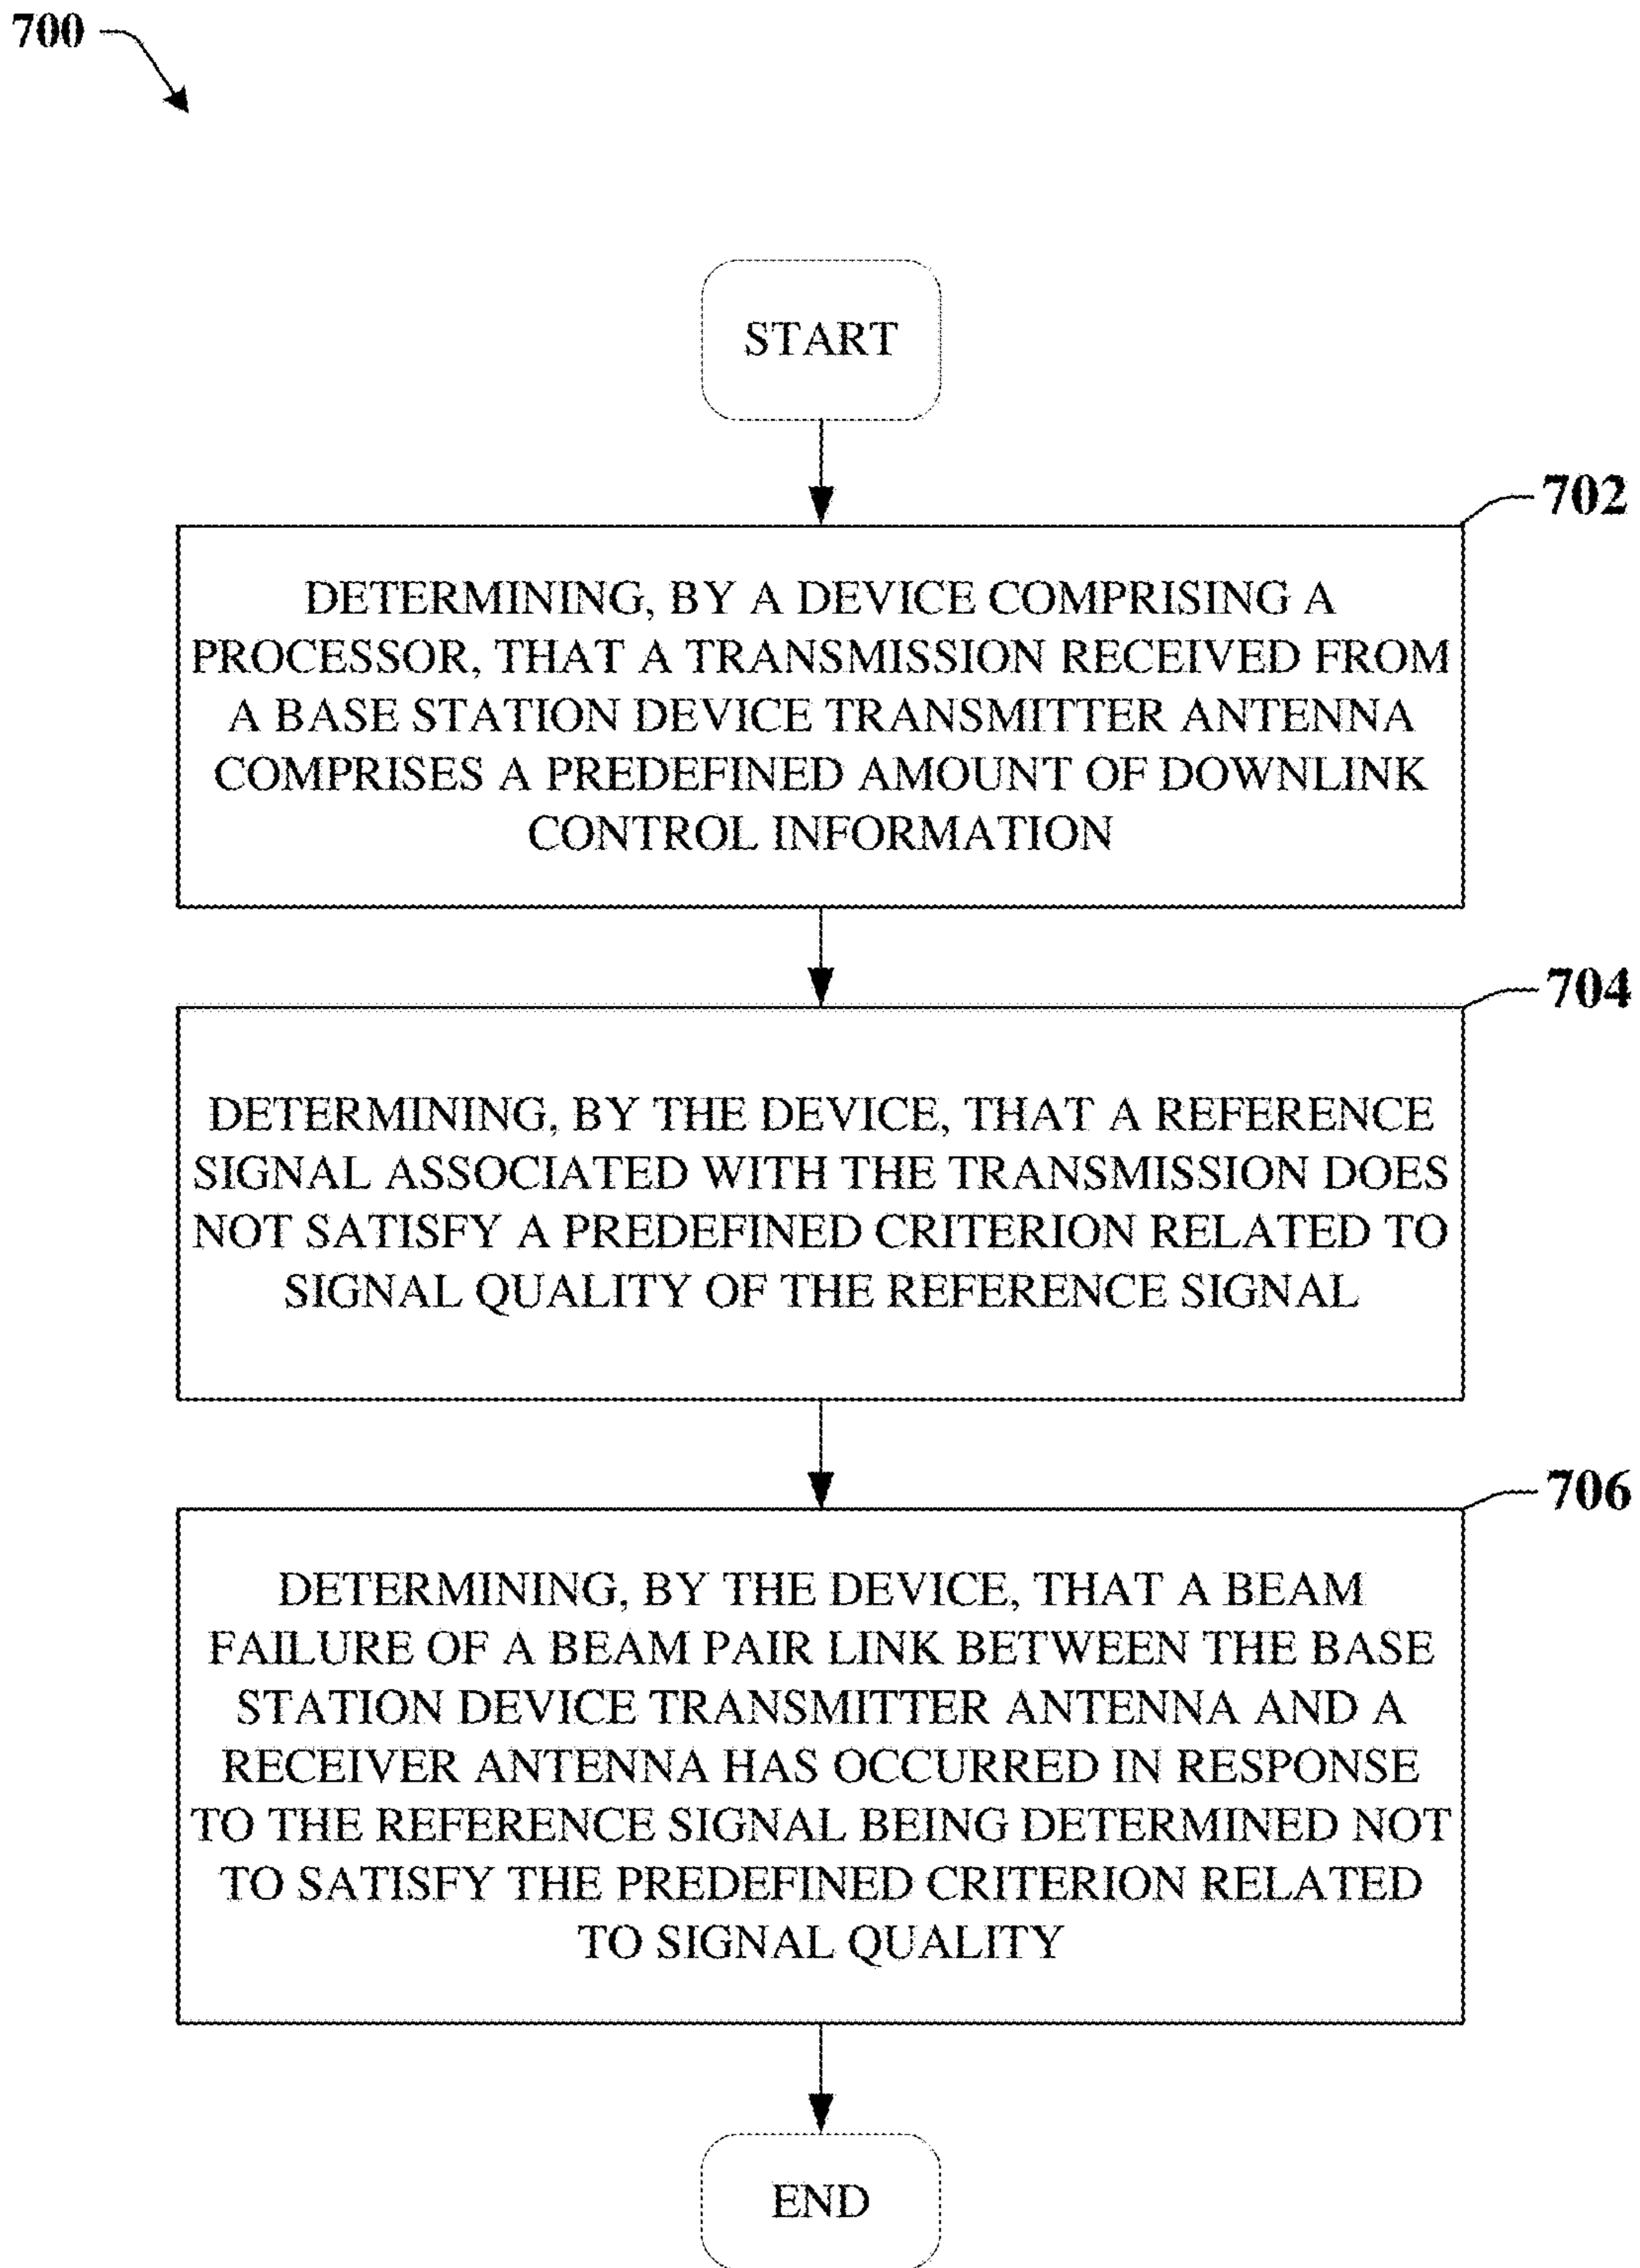 700
START
702
DETERMINING, BY A DEVICE COMPRISING A
PROCESSOR, THAT A TRANSMISSION RECEIVED FROM
A BASE STATION DEVICE TRANSMITTER ANTENNA
COMPRISES A PREDEFINED AMOUNT OF DOWNLINK
CONTROL INFORMATION
704
DETERMINING, BY THE DEVICE, THAT A REFERENCE
SIGNAL ASSOCIATED WITH THE TRANSMISSION DOES
NOT SATISFY A PREDEFINED CRITERION RELATED TO
SIGNAL QUALITY OF THE REFERENCE SIGNAL
706
DETERMINING, BY THE DEVICE, THAT A BEAM
FAILURE OF A BEAM PAIR LINK BETWEEN THE BASE
STATION DEVICE TRANSMITTER ANTENNA AND A
RECEIVER ANTENNA HAS OCCURRED IN RESPONSE
TO THE REFERENCE SIGNAL BEING DETERMINED NOT
TO SATISFY THE PREDEFINED CRITERION RELATED
TO SIGNAL QUALITY
END